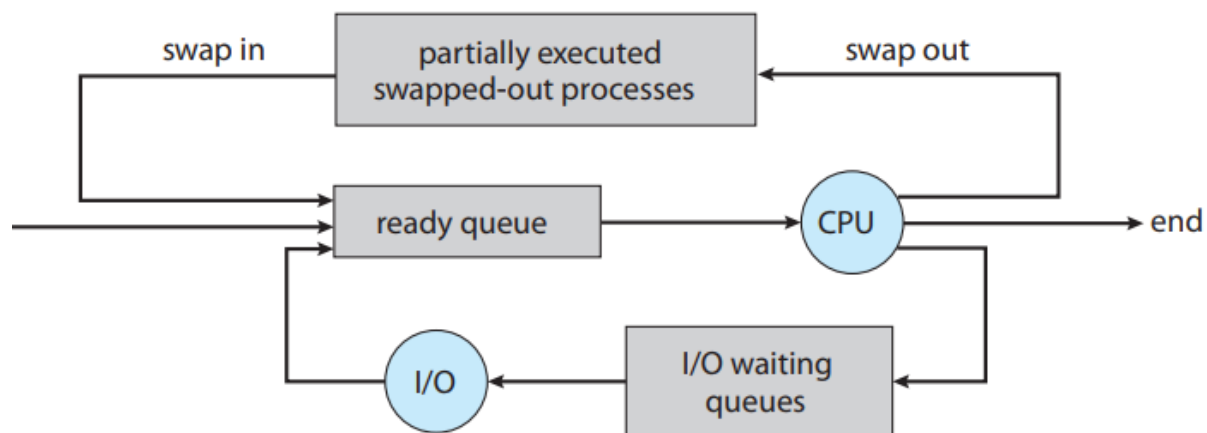 swap in
partially executed
swapped-out processes
swap out
ready queue
CPU
end
I/O
I/O waiting
queues